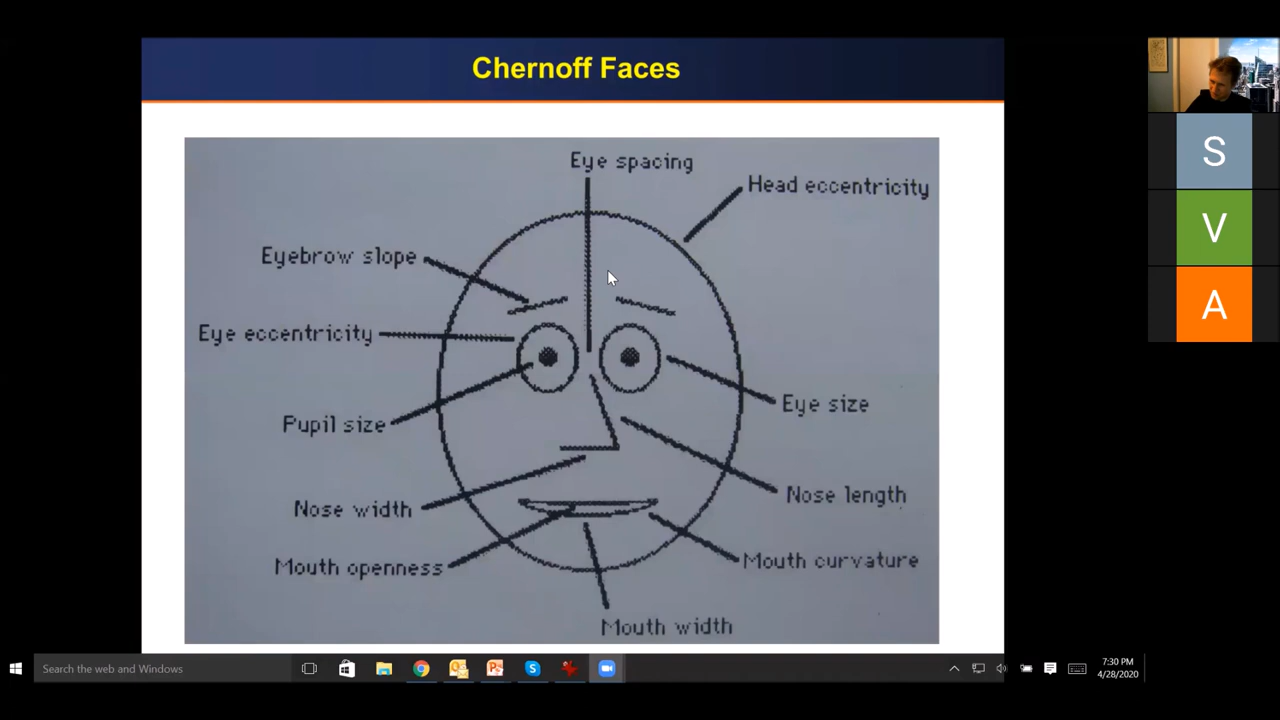 Chernoff Faces
Eye spacing
Head eccentricity
Eyebrow slope
Eye eccentricity
Pupil size
Eye size
Nose width
Nose length
Mouth openness
Mouth curvature
Mouth width
S
V
A
Search the web and Windows
7:30 PM
4/28/2020